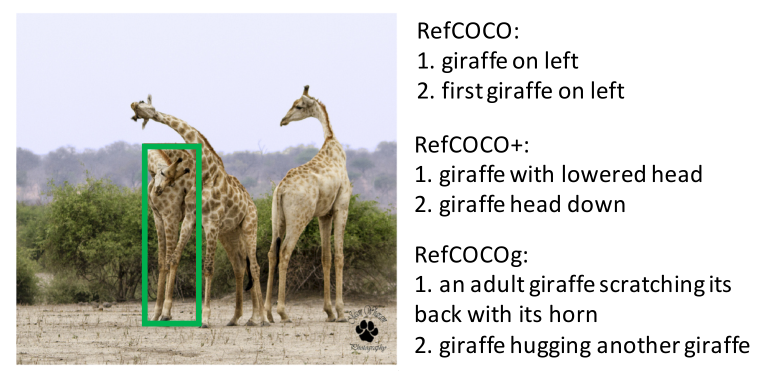 RefCOCO:
1. giraffe on left
2. first giraffe on left
RefCOCO+:
1. giraffe with lowered head
2. giraffe head down
RefCOCOg:
1. an adult giraffe scratching its
back with its horn
2. giraffe hugging another giraffe
Photography